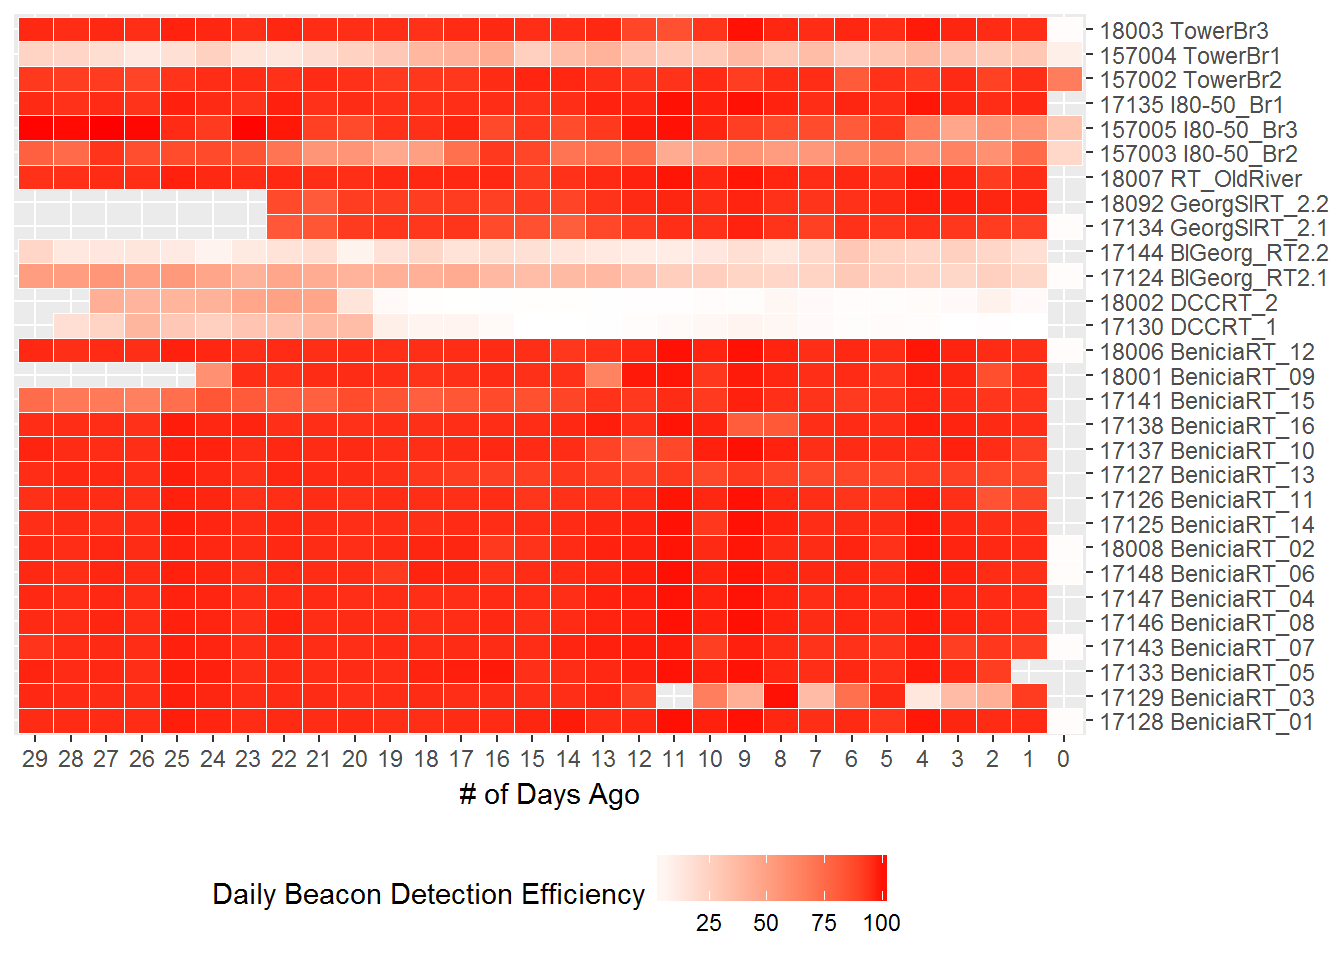 18003 TowerBr3
157004 TowerBr1
157002 TowerBr2
17135 I80-50_Br1
157005 I80-50_Br3
157003 I80-50_Br2
18007 RT_OldRiver
18092 GeorgSlRT_2.2
17134 GeorgSlRT_2.1
17144 BlGeorg_RT2.2
17124 BlGeorg_RT2.1
18002 DCCRT_2
17130 DCCRT_1
18006 BeniciaRT_12
18001 BeniciaRT_09
17141 BeniciaRT_15
17138 BeniciaRT_16
17137 BeniciaRT_10
17127 BeniciaRT_13
17126 BeniciaRT_11
17125 BeniciaRT_14
18008 BeniciaRT_02
17148 BeniciaRT_06
17147 BeniciaRT_04
17146 BeniciaRT_08
17143 BeniciaRT_07
17133 BeniciaRT_05
17129 BeniciaRT_03
17128 BeniciaRT_01
29 28 27 26 25 24 23 22 21 20 19 18 17 16 15 14 13 12 11 10 9 8 7 6 5 4 3 2 1 0
# of Days Ago
Daily Beacon Detection Efficiency
25 50 75 100